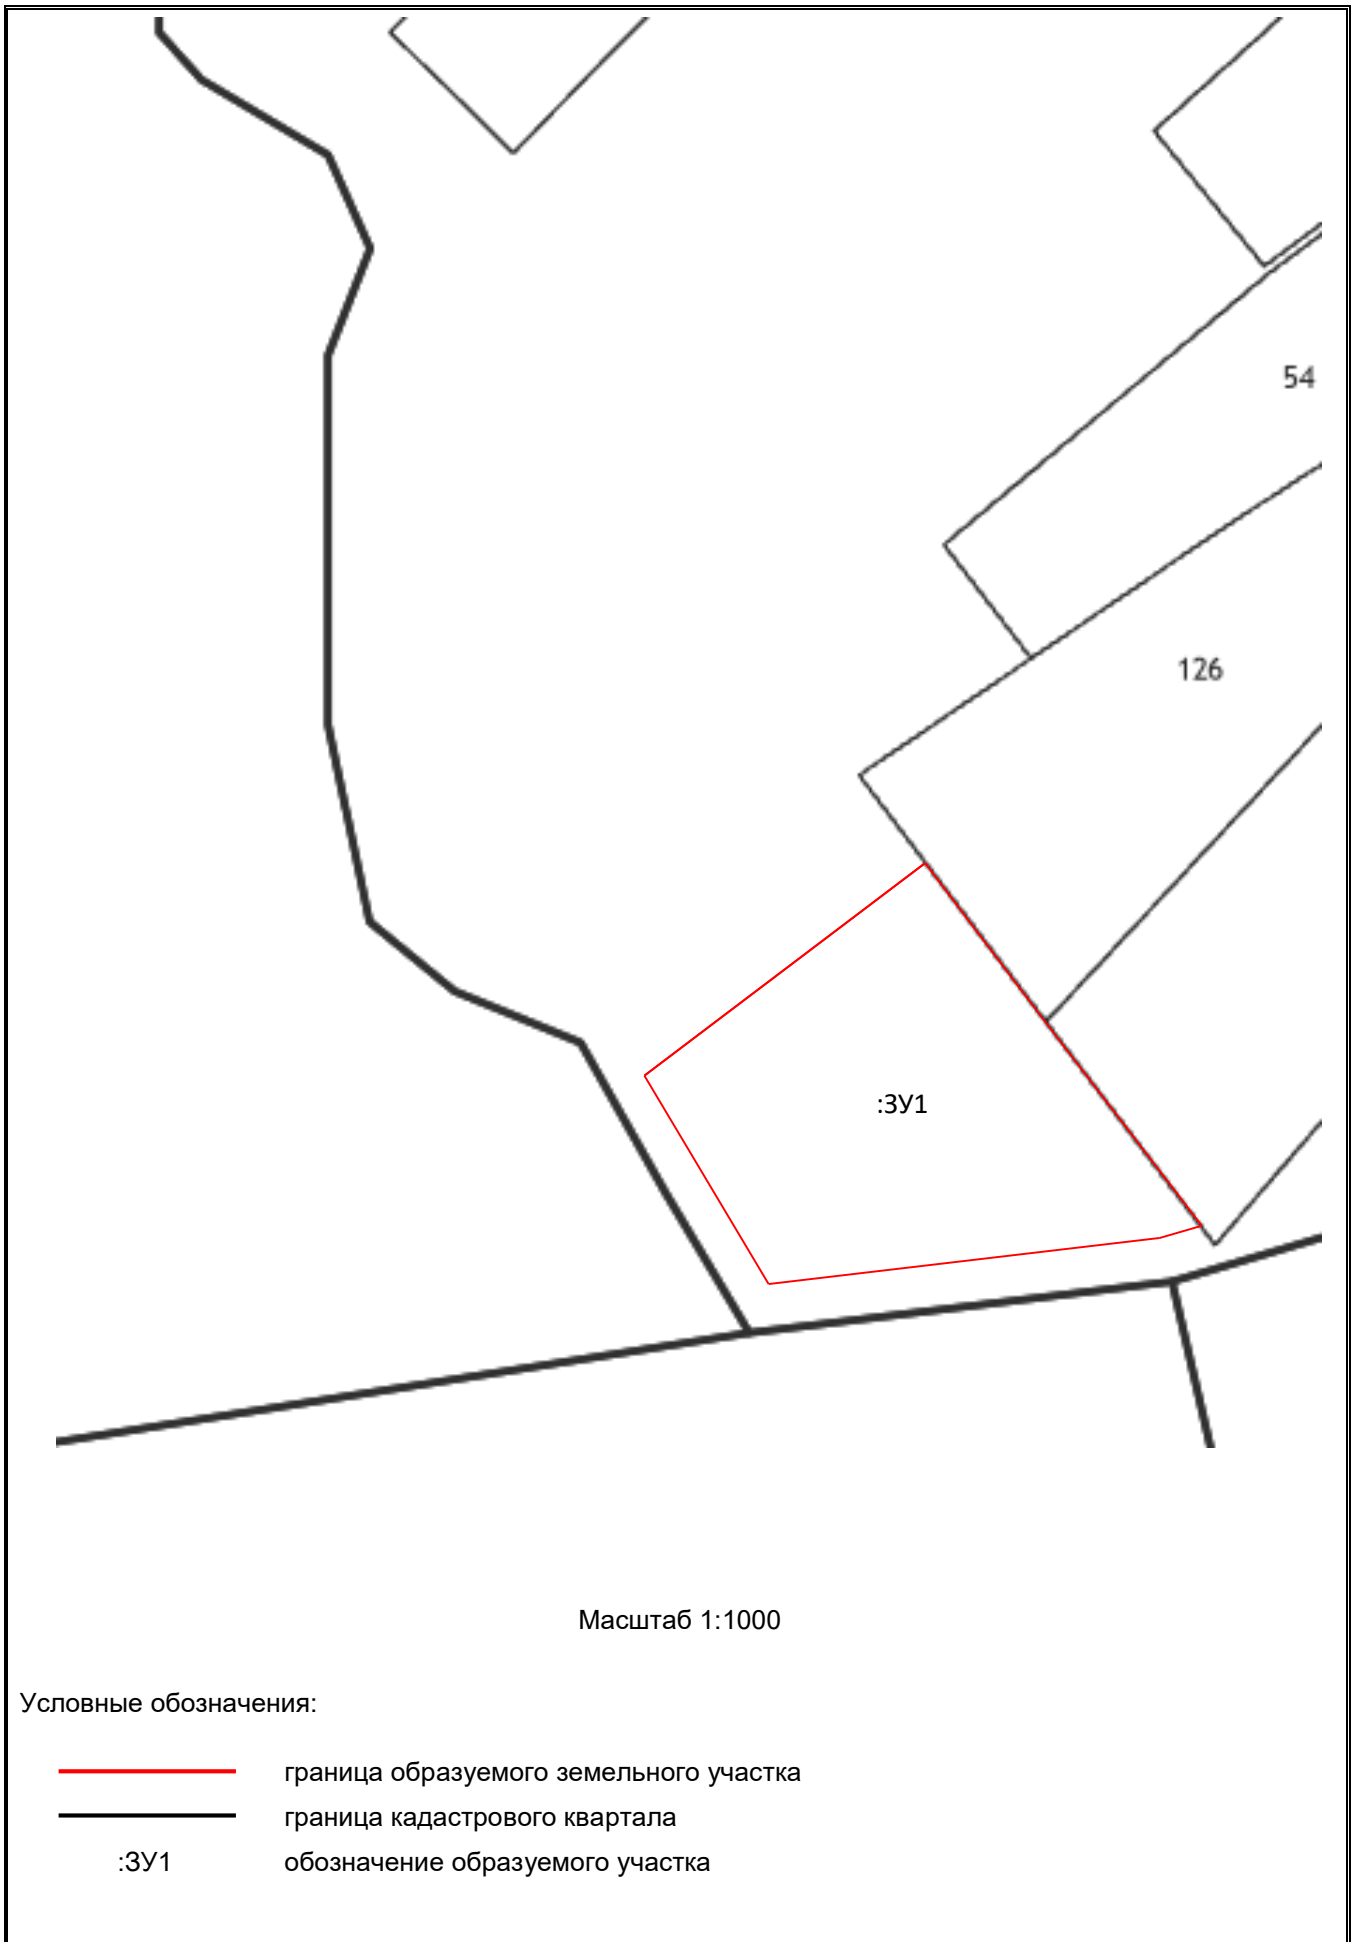 54
126
:ЗУ1
Масштаб 1:1000
Условные обозначения:
граница образуемого земельного участка
граница кадастрового квартала
:ЗУ1 обозначение образуемого участка